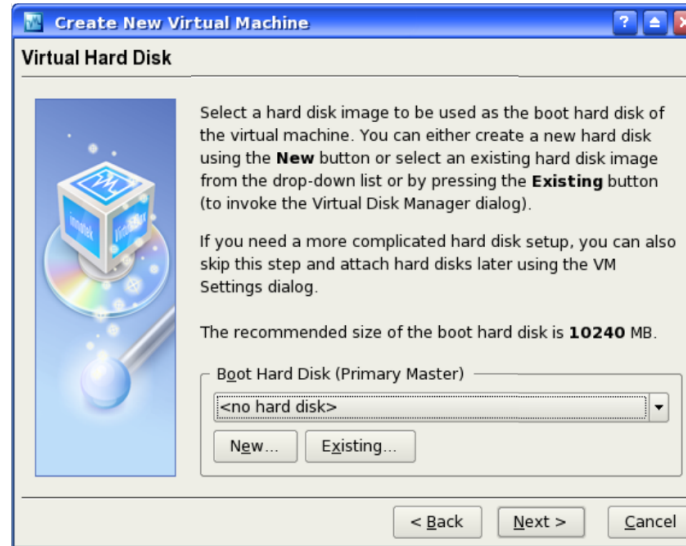 Create New Virtual Machine
?
Virtual Hard Disk
Select a hard disk image to be used as the boot hard disk of
the virtual machine. You can either create a new hard disk
using the New button or select an existing hard disk image
from the drop-down list or by pressing the Existing button
(to invoke the Virtual Disk Manager dialog).
If you need a more complicated hard disk setup, you can also
skip this step and attach hard disks later using the VM
Settings dialog.
The recommended size of the boot hard disk is 10240 MB.
innotek
Boot Hard Disk (Primary Master)
<no hard disk>
New...
Existing...
< Back
Next >
Cancel